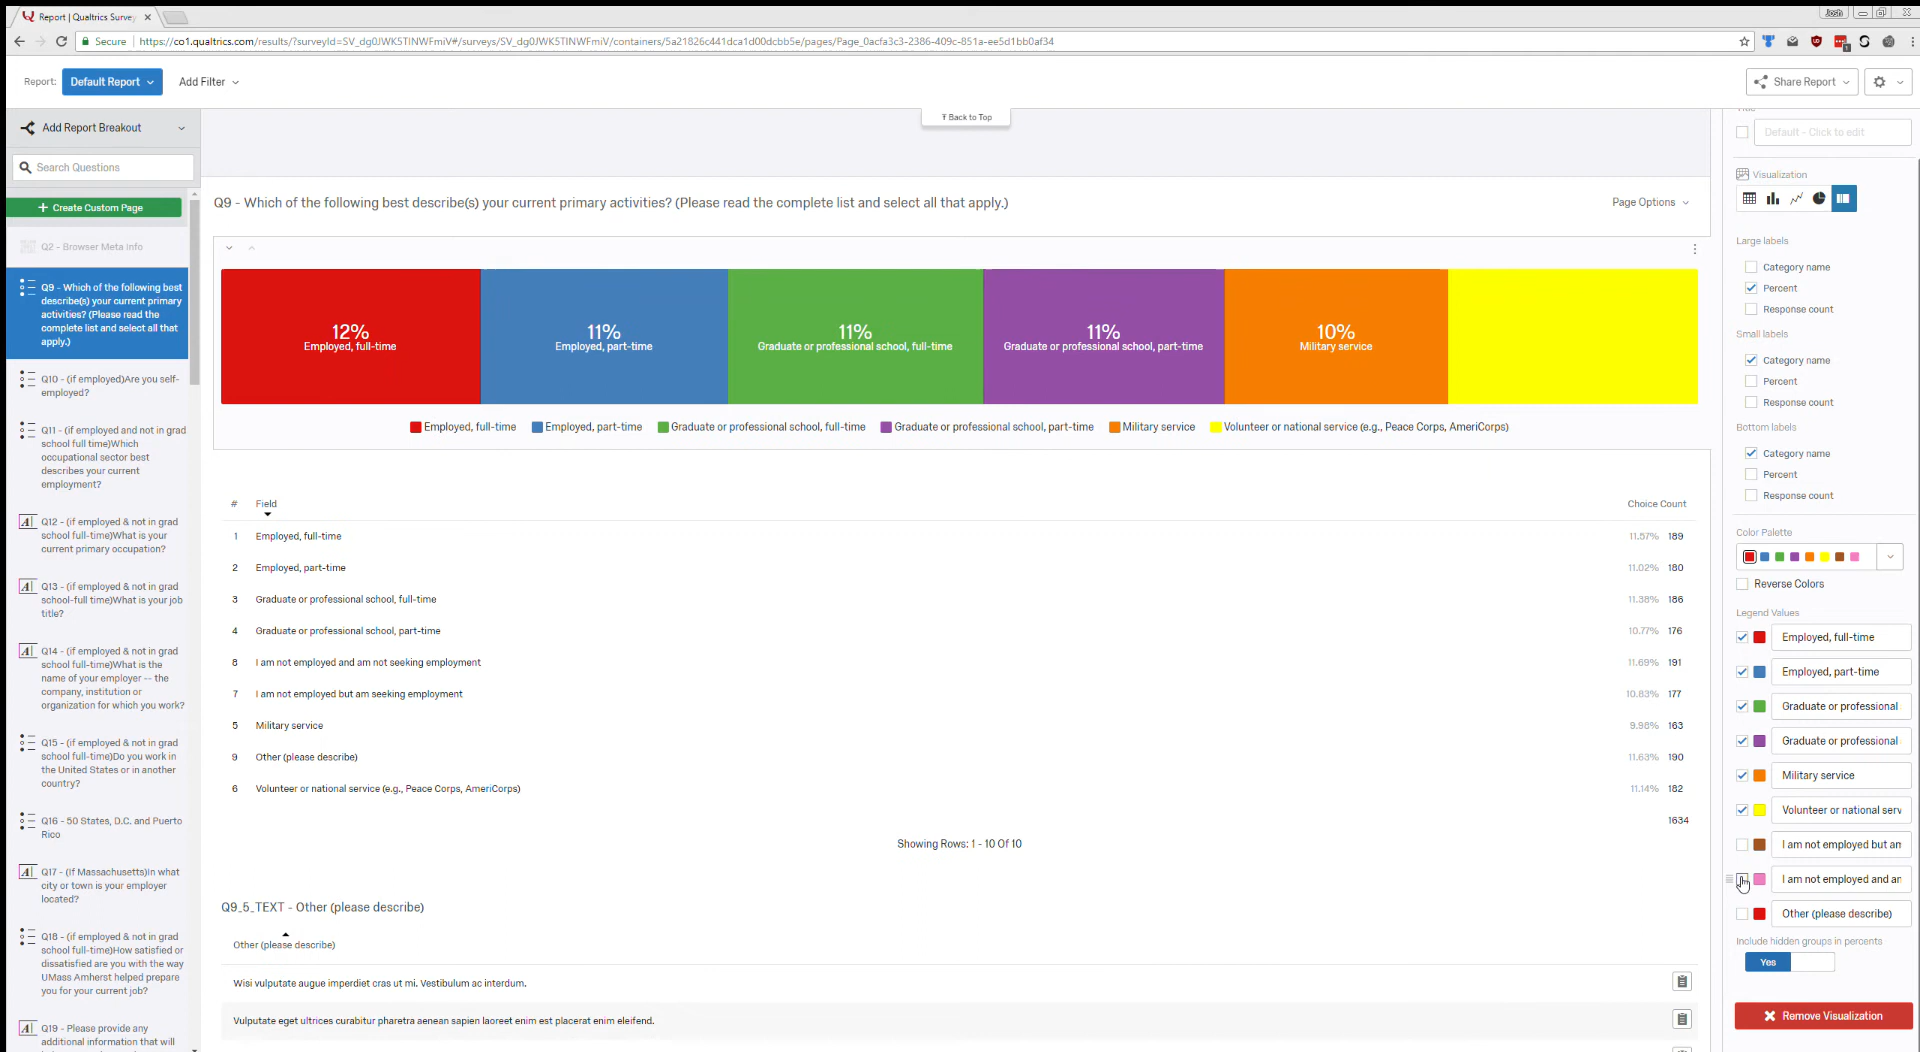 Report | Qualtrics Survey
Josh
Secure
https://co1.qualtrics.com/results/?surveyId=SV_dg0JWK5TINWFmiV#/surveys/SV_dg0JWK5TINWFmiV/containers/5a21826c441dca1d00dcbb5e/pages/Page_0acfa3c3-2386-409c-851a-ee5d1bb0af34
Report:
Default Report
Add Filter
Share Report
Add Report Breakout
Search Questions
+ Create Custom Page
Q2 - Browser Meta Info
Q9 - Which of the following best
describe(s) your current primary
activities? (Please read the
complete list and select all that
apply.)
Q10 - (if employed)Are you self-
employed?
Q11 - (if employed and not in grad
school full time)Which
occupational sector best
describes your current
employment?
Q12 - (if employed & not in grad
school full-time)What is your
current primary occupation?
Q13 - (if employed & not in grad
school-full time)What is your job
title?
Q14 - (if employed & not in grad
school full-time)What is the
name of your employer -- the
company, institution or
organization for which you work?
Q15 - (if employed & not in grad
school full-time)Do you work in
the United States or in another
country?
Q16 - 50 States, D.C. and Puerto
Rico
Q17 - (If Massachusetts)In what
city or town is your employer
located?
Q18 - (if employed & not in grad
school full-time)How satisfied or
dissatisfied are you with the way
UMass Amherst helped prepare
you for your current job?
Q19 - Please provide any
additional information that will
Back to Top
Q9 - Which of the following best describe(s) your current primary activities? (Please read the complete list and select all that apply.)
Page Options
12%
Employed, full-time
11%
Employed, part-time
11%
Graduate or professional school, full-time
11%
Graduate or professional school, part-time
10%
Military service
Employed, full-time
Employed, part-time
Graduate or professional school, full-time
Graduate or professional school, part-time
Military service
Volunteer or national service (e.g., Peace Corps, AmeriCorps)
# Field Choice Count
1 Employed, full-time 11.57% 189
2 Employed, part-time 11.02% 180
3 Graduate or professional school, full-time 11.38% 186
4 Graduate or professional school, part-time 10.77% 176
8 I am not employed and am not seeking employment 11.69% 191
7 I am not employed but am seeking employment 10.83% 177
5 Military service 9.98% 163
9 Other (please describe) 11.63% 190
6 Volunteer or national service (e.g., Peace Corps, AmeriCorps) 11.14% 182
1634
Showing Rows: 1 - 10 Of 10
Q9_5_TEXT - Other (please describe)
Other (please describe)
Wisi vulputate augue imperdiet cras ut mi. Vestibulum ac interdum.
Vulputate eget ultrices curabitur pharetra aenean sapien laoreet enim est placerat enim eleifend.
Default - Click to edit
Visualization
Large labels
Category name
Percent
Response count
Small labels
Category name
Percent
Response count
Bottom labels
Category name
Percent
Response count
Color Palette
Reverse Colors
Legend Values
Employed, full-time
Employed, part-time
Graduate or professional
Graduate or professional
Military service
Volunteer or national serv
I am not employed but am
I am not employed and am
Other (please describe)
Include hidden groups in percents
Yes
Remove Visualization